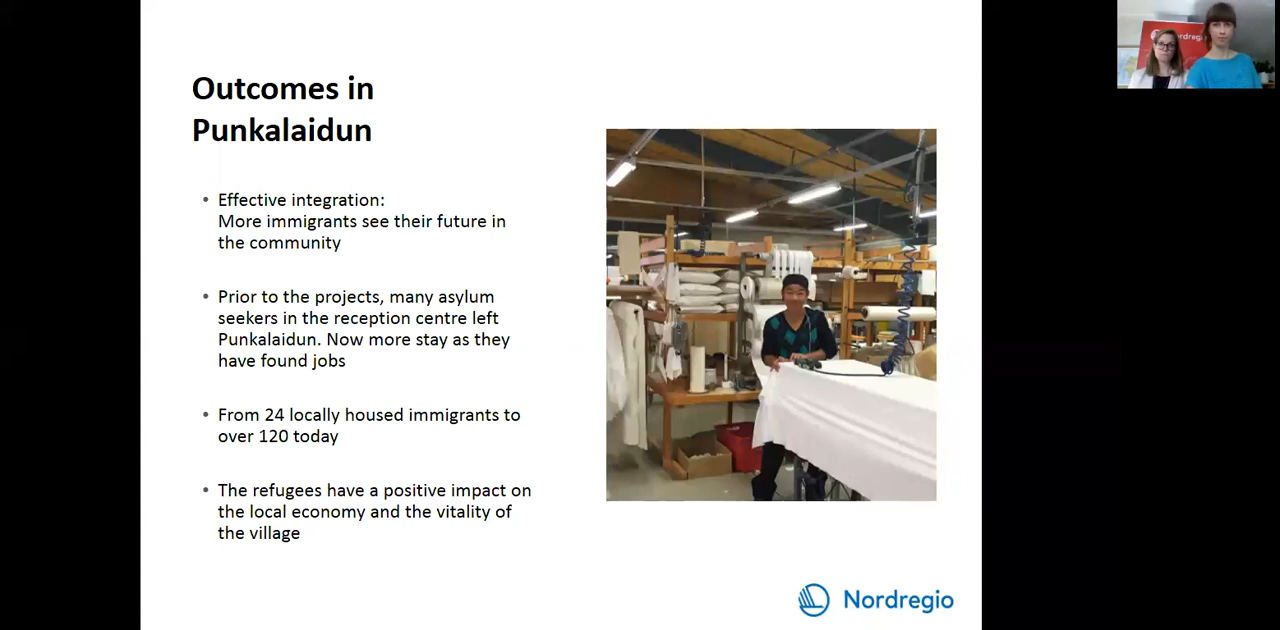 Outcomes in
Punkalaidun
• Effective integration:
More immigrants see their future in
the community
• Prior to the projects, many asylum
seekers in the reception centre left
Punkalaidun. Now more stay as they
have found jobs
• From 24 locally housed immigrants to
over 120 today
• The refugees have a positive impact on
the local economy and the vitality of
the village
Nordregio